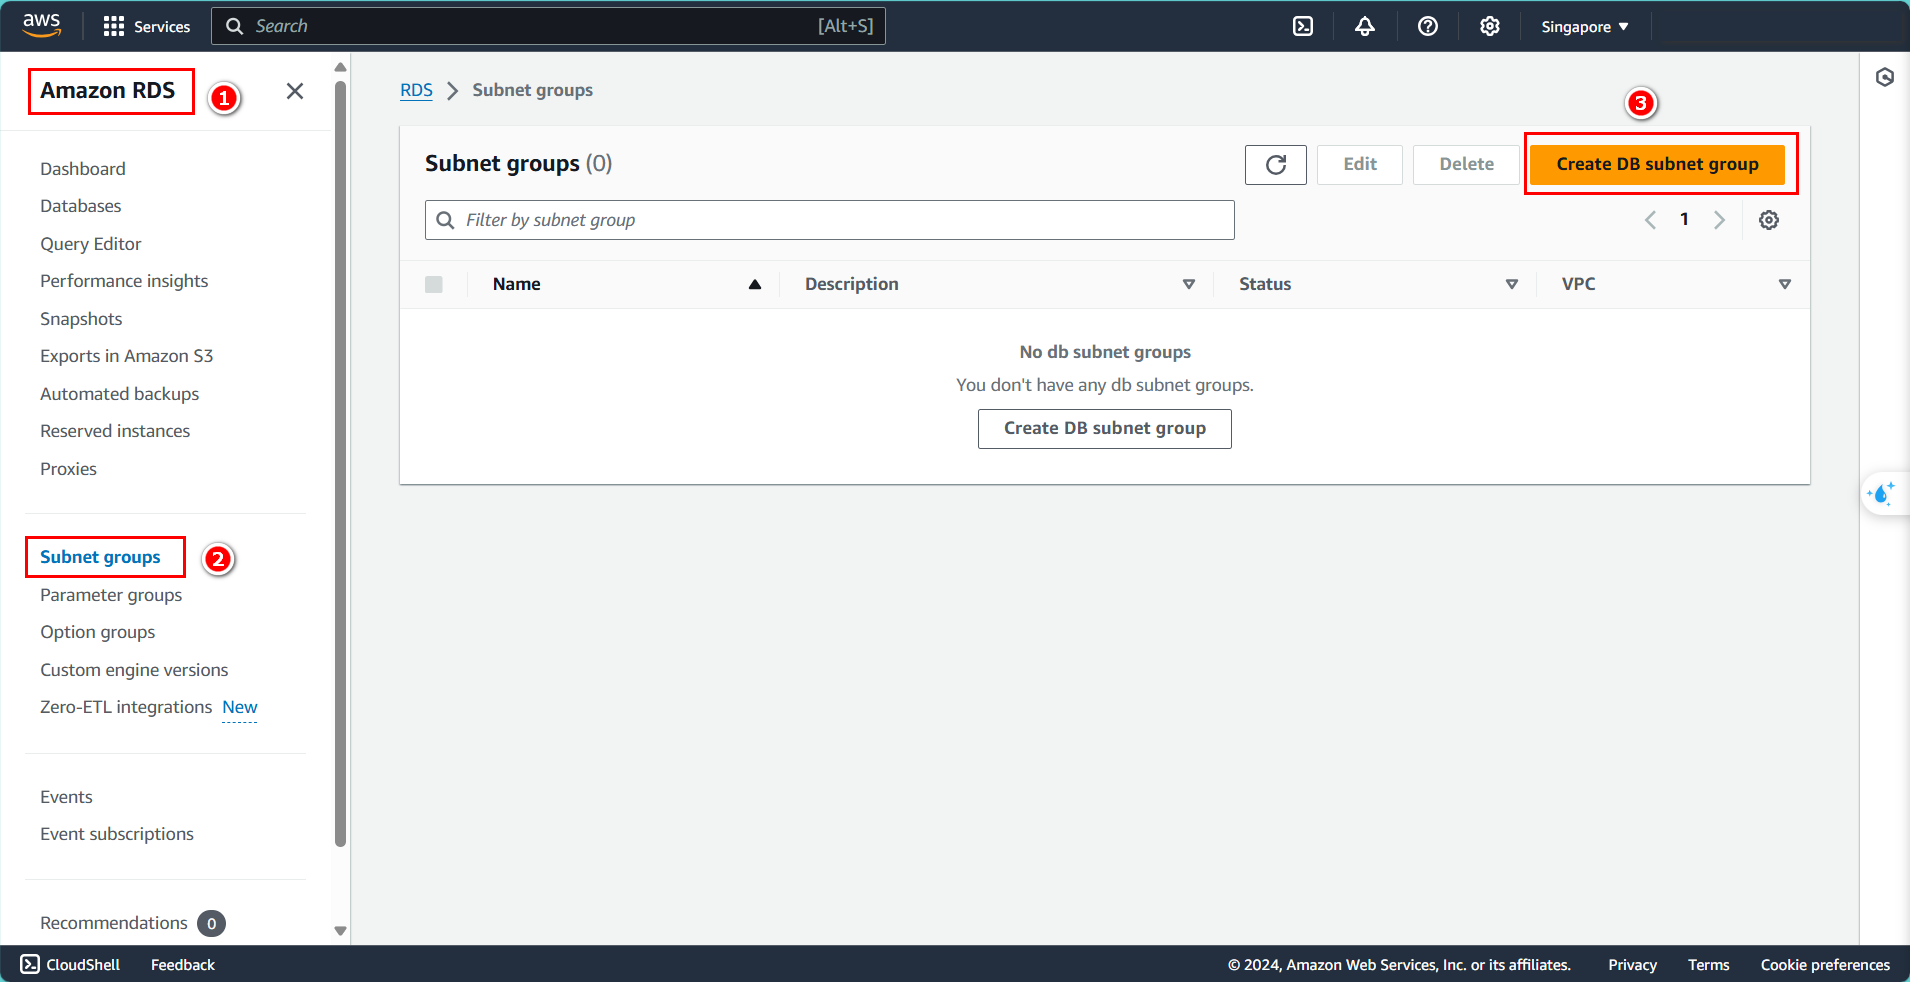 aws
Services
Search
[Alt+S]
Singapore
Amazon RDS
1
Dashboard
Databases
Query Editor
Performance insights
Snapshots
Exports in Amazon S3
Automated backups
Reserved instances
Proxies
Subnet groups
2
Parameter groups
Option groups
Custom engine versions
Zero-ETL integrations New
Events
Event subscriptions
Recommendations 0
RDS
Subnet groups
3
Subnet groups (0)
Edit
Delete
Create DB subnet group
Filter by subnet group
1
Name
Description
Status
VPC
No db subnet groups
You don't have any db subnet groups.
Create DB subnet group
CloudShell
Feedback
© 2024, Amazon Web Services, Inc. or its affiliates.
Privacy
Terms
Cookie preferences